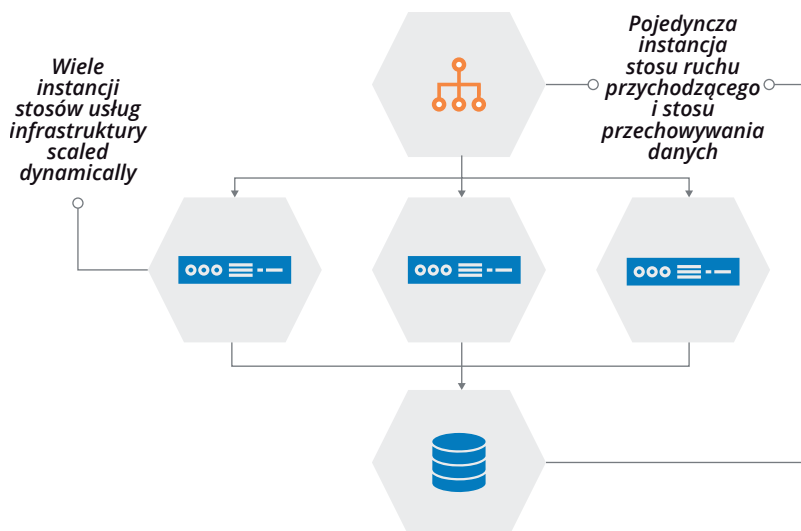 Wiele
instancji
stosów usług
infrastruktury
scaled
dynamically
Pojedyncza
instancja
stosu ruchu
przychodzącego
i stosu
przechowywania
danych